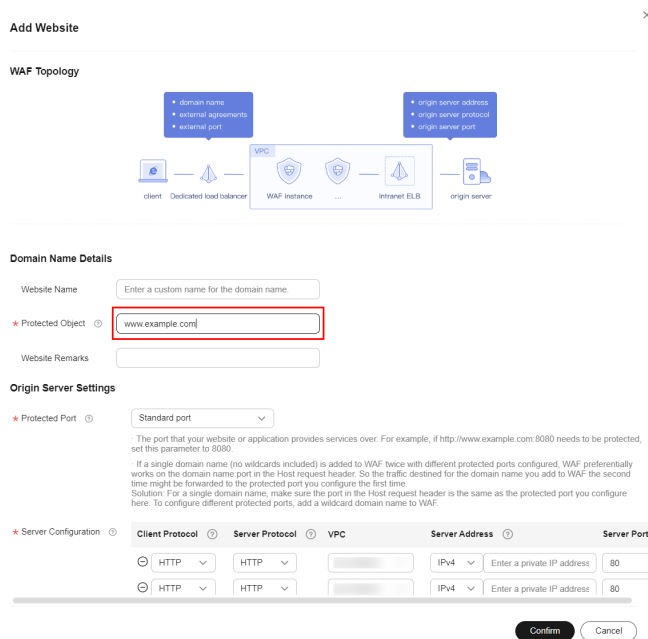 Add Website
WAF Topology
• domain name
• external agreements
• external port
• origin server address
• origin server protocol
• origin server port
VPC
client
Dedicated load balancer
WAF instance
...
Intranet ELB
origin server
Domain Name Details
Website Name
Enter a custom name for the domain name.
* Protected Object
www.example.com
Website Remarks
Origin Server Settings
* Protected Port
Standard port
· The port that your website or application provides services over. For example, if http://www.example.com:8080 needs to be protected,
set this parameter to 8080.
· If a single domain name (no wildcards included) is added to WAF twice with different protected ports configured, WAF preferentially
works on the domain name:port in the Host request header. So the traffic destined for the domain name you add to WAF the second
time might be forwarded to the protected port you configure the first time.
Solution: For a single domain name, make sure the port in the Host request header is the same as the protected port you configure
here. To configure different protected ports, add a wildcard domain name to WAF.
* Server Configuration
Client Protocol Server Protocol VPC Server Address Server Port
HTTP HTTP IPv4 Enter a private IP address 80
HTTP HTTP IPv4 Enter a private IP address 80
Confirm Cancel